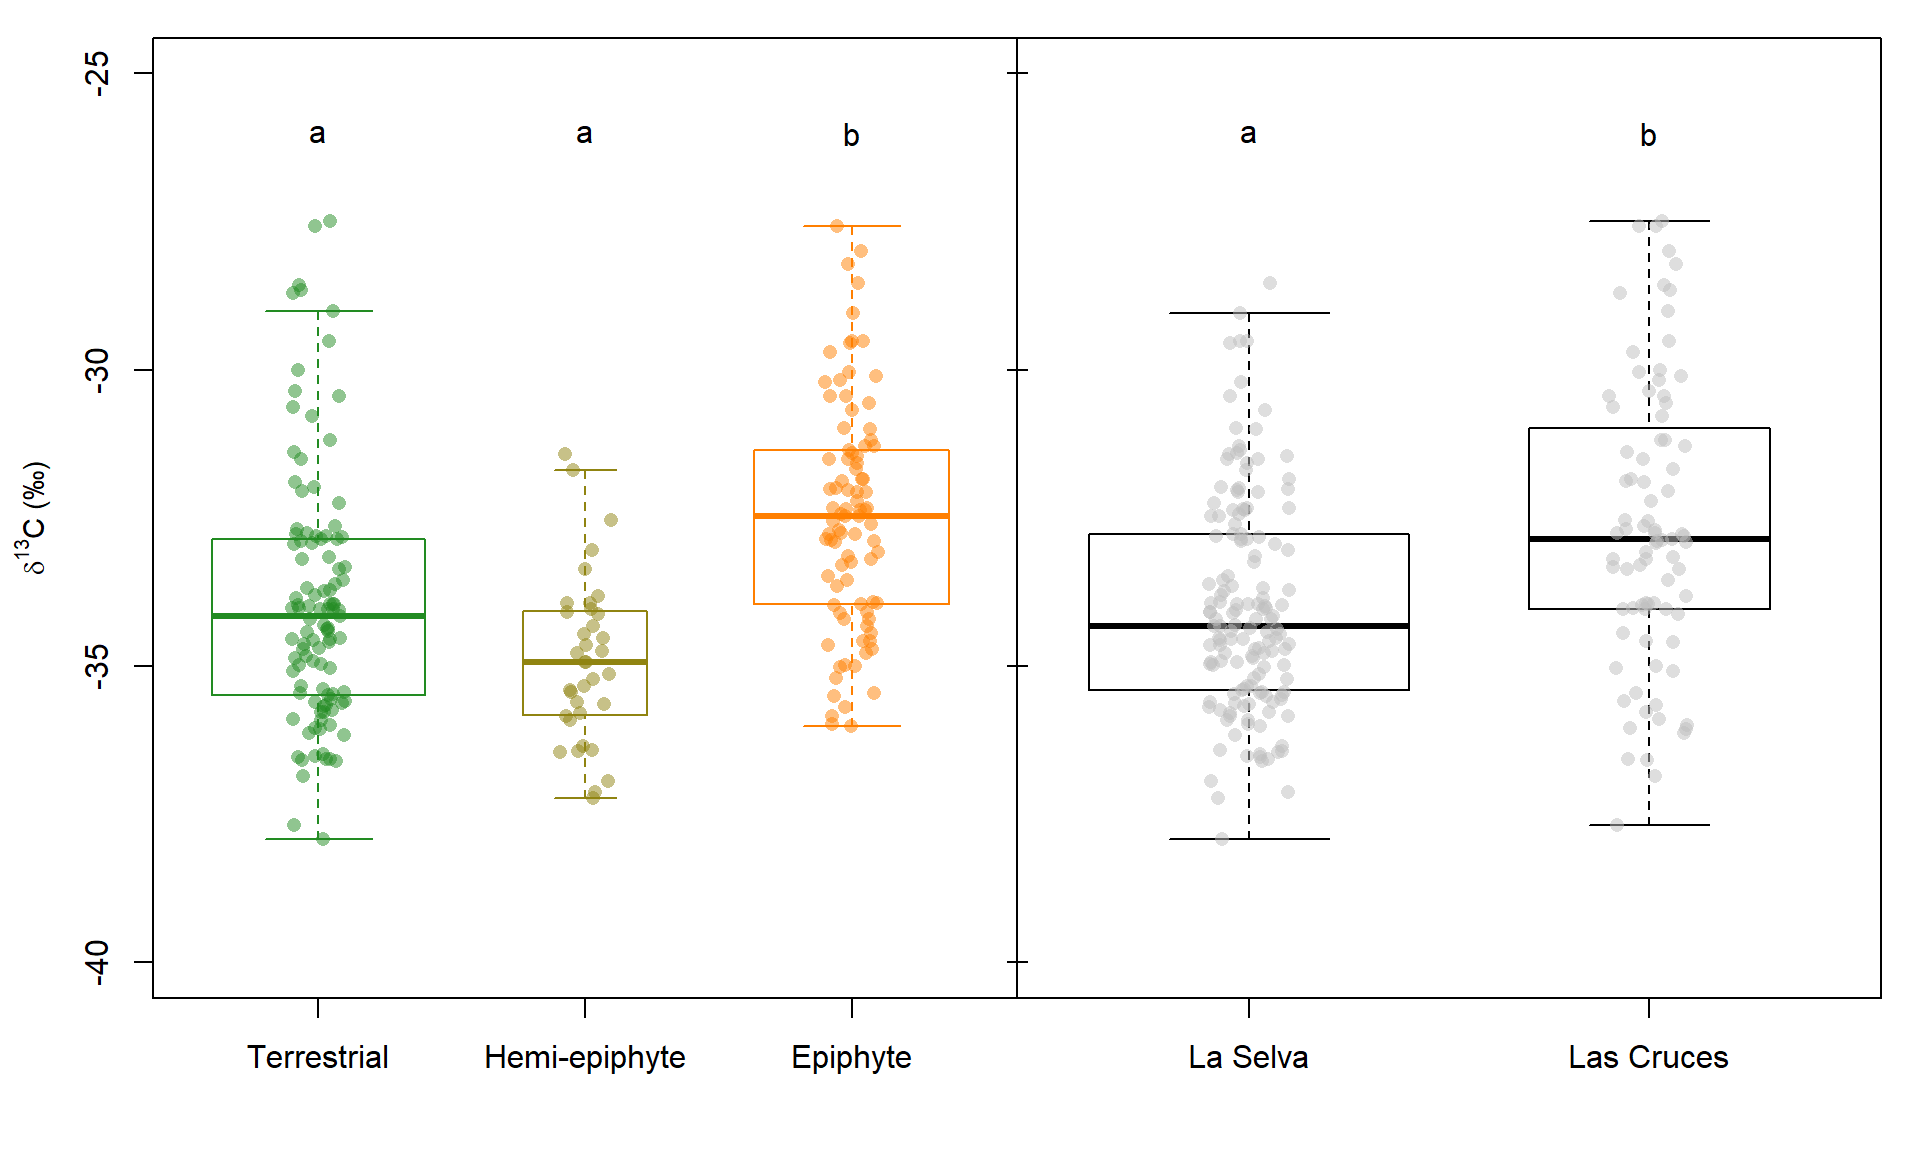 -25
a a b a b
-30
δ13C (‰)
-35
-40
Terrestrial Hemi-epiphyte Epiphyte La Selva Las Cruces